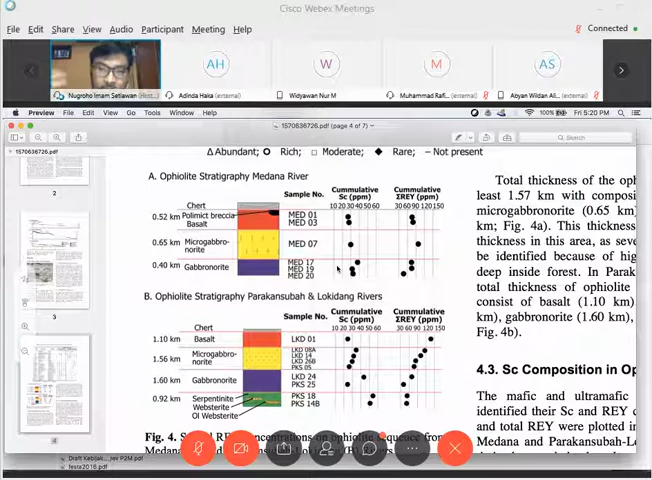 Cisco Webex Meetings
File Edit Share View Audio Participant Meeting Help
Connected
AH
W
M
AS
Nugroho Imam Setiawan (Host...
Adinda Haka (external)
Widyawan Nur M (external)
Muhammad Rafi... (external)
Abyan Wildan Ali... (external)
Preview File Edit View Go Tools Window Help
100%
Fri 5:20 PM
1570636726.pdf (page 4 of 7)
Search
1570636726.pdf
2
3
4
Δ Abundant; O Rich; □ Moderate; ◆ Rare; – Not present
A. Ophiolite Stratigraphy Medana River
Sample No.
Cummulative
Sc (ppm)
Cummulative
ΣREY (ppm)
10 20 30 40 50 60
30 60 90 120 150
Chert
0.52 km
Polimict breccia
Basalt
MED 01
MED 03
0.65 km
Microgabbro-
norite
MED 07
0.40 km
Gabbronorite
MED 17
MED 19
MED 20
B. Ophiolite Stratigraphy Parakansubah & Lokidang Rivers
Sample No.
Cummulative
Sc (ppm)
Cummulative
ΣREY (ppm)
10 20 30 40 50 60
30 60 90 120 150
Chert
1.10 km
Basalt
LKD 01
1.56 km
Microgabbro-
norite
LKD 08A
LKD 14
LKD 26B
PKS 05
1.60 km
Gabbronorite
LKD 24
PKS 25
0.92 km
Serpentinite
Websterite
Ol Websterite
PKS 18
PKS 14B
Total thickness of the oph
least 1.57 km with composi
microgabbronorite (0.65 km)
km; Fig. 4a). This thickness
thickness in this area, as seve
be identified because of high
deep inside forest. In Parak
total thickness of ophiolite
consist of basalt (1.10 km)
km), gabbronorite (1.60 km),
Fig. 4b).
4.3. Sc Composition in Op
The mafic and ultramafic
identified their Sc and REY c
and total REY were plotted in
Medana and Parakansubah-L
Draft Kebijak...rev P2M.pdf